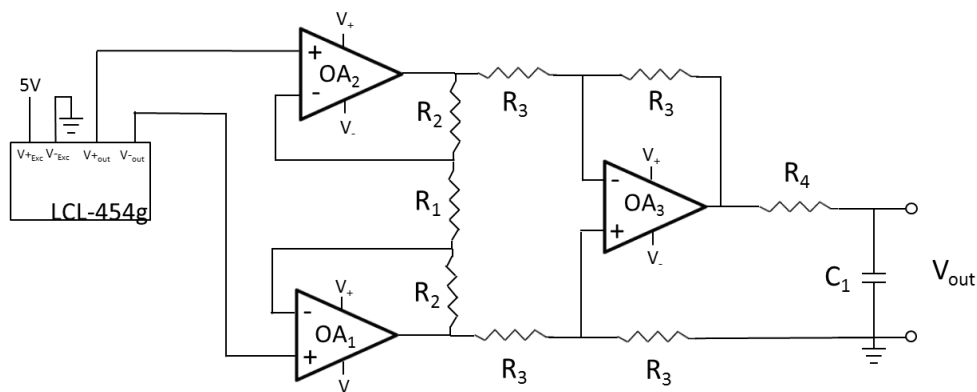 V+
+
OA2
-
V-
R3
R3
5V
R2
V+Exc V-Exc V+out V-out
LCL-454g
R1
V+
-
OA3
+
V-
R4
R2
C1
Vout
V+
-
OA1
+
V
R3
R3